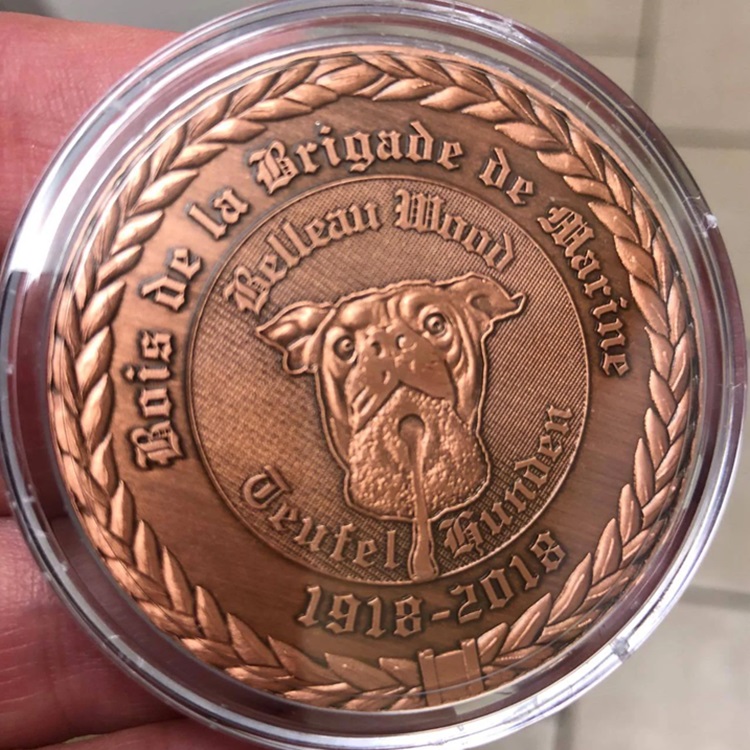 Bois de la Brigade de Marine
Belleau Wood
Teufel Hunden
1918-2018